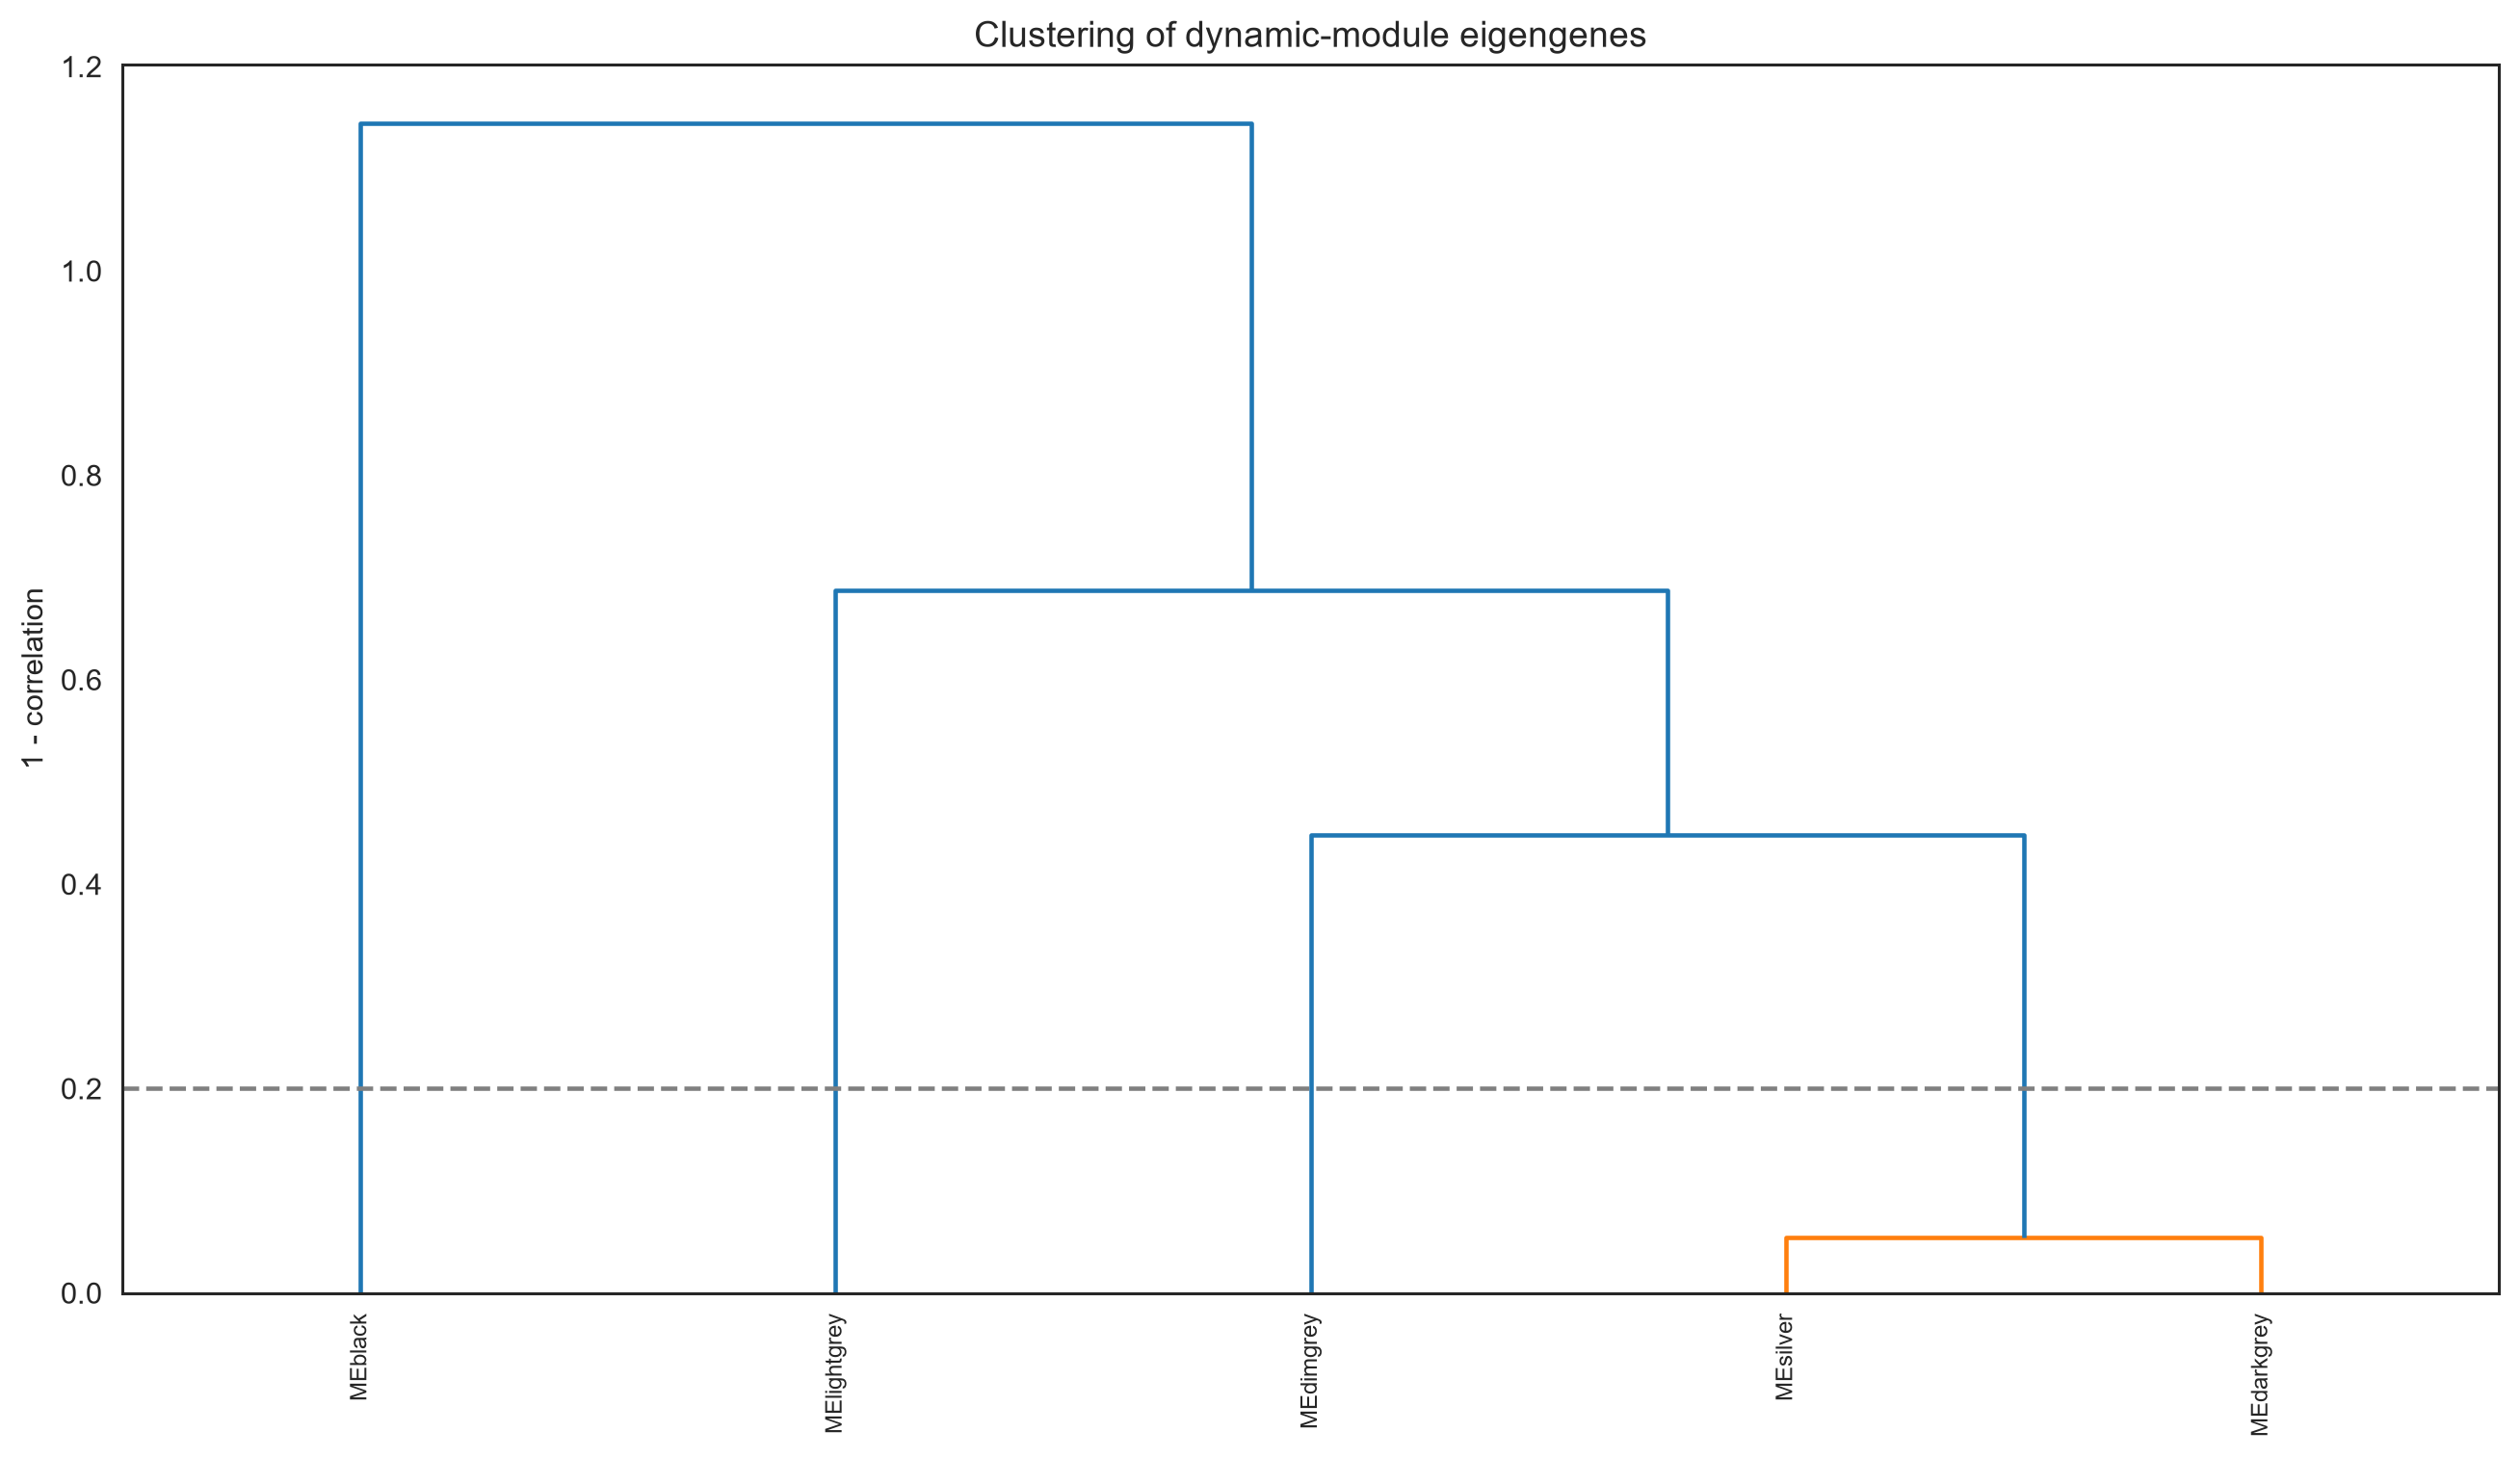 Clustering of dynamic-module eigengenes
1.2
1.0
0.8
0.6
0.4
0.2
0.0
1 - correlation
MEblack
MElightgrey
MEdimgrey
MEsilver
MEdarkgrey